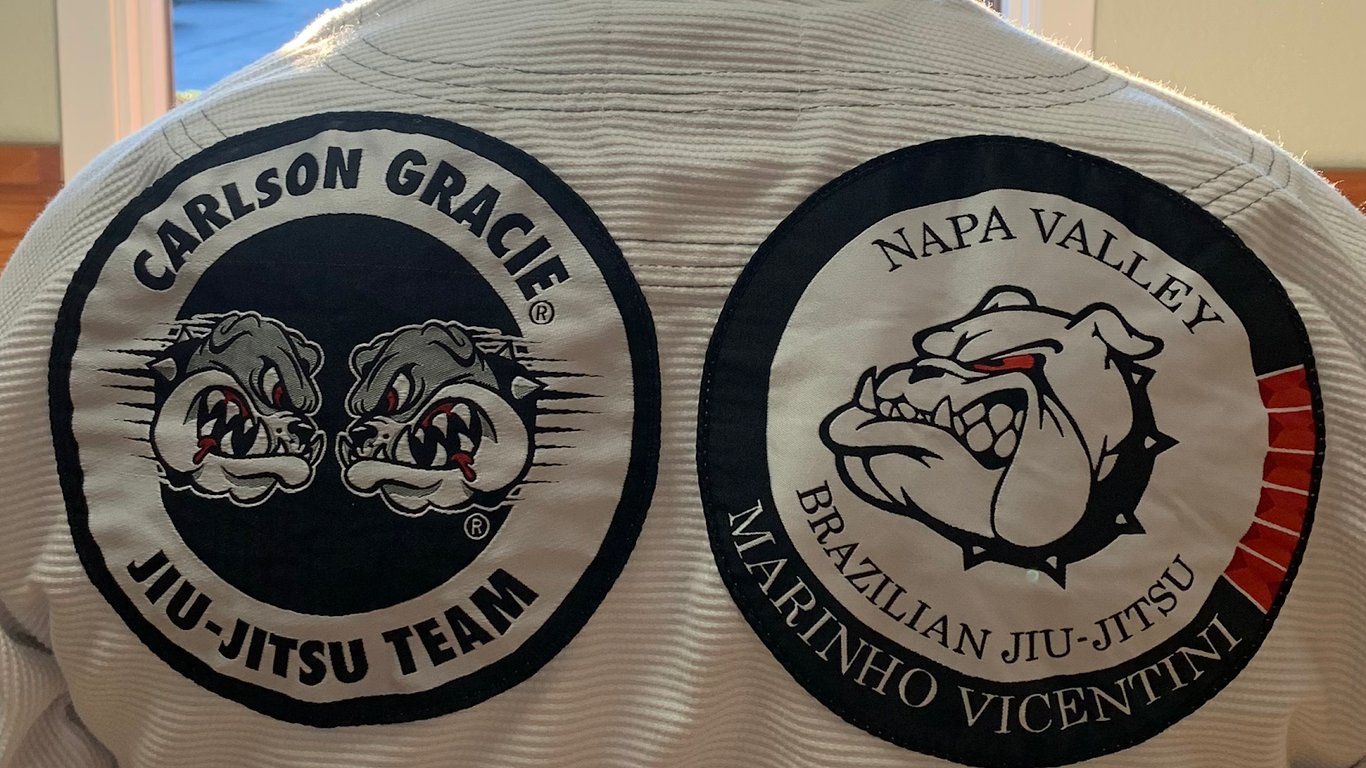 CARLSON GRACIE®
®
JIU-JITSU TEAM
NAPA VALLEY
BRAZILIAN JIU-JITSU
MARINHO VICENTINI